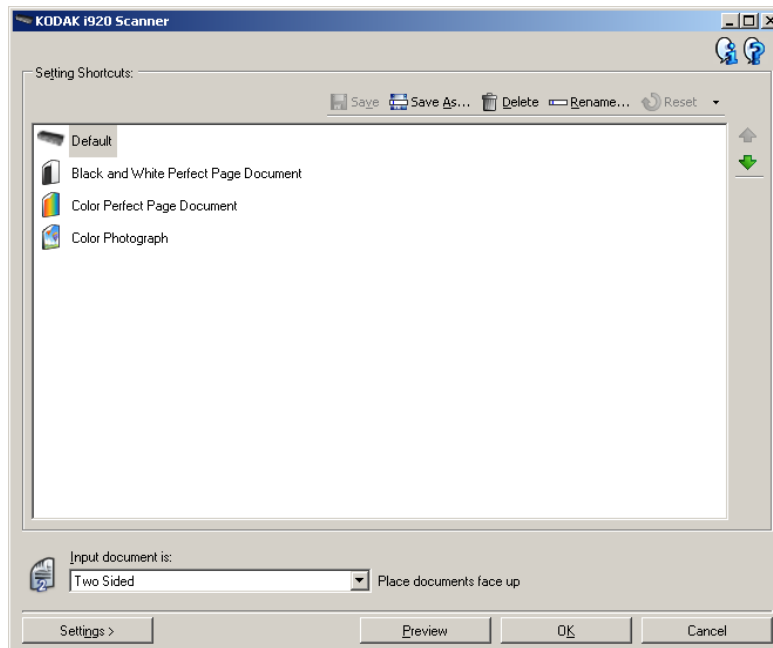 KODAK i920 Scanner
Setting Shortcuts:
Save Save As... Delete Rename... Reset
Default
Black and White Perfect Page Document
Color Perfect Page Document
Color Photograph
Input document is:
2
Two Sided Place documents face up
Settings > Preview OK Cancel